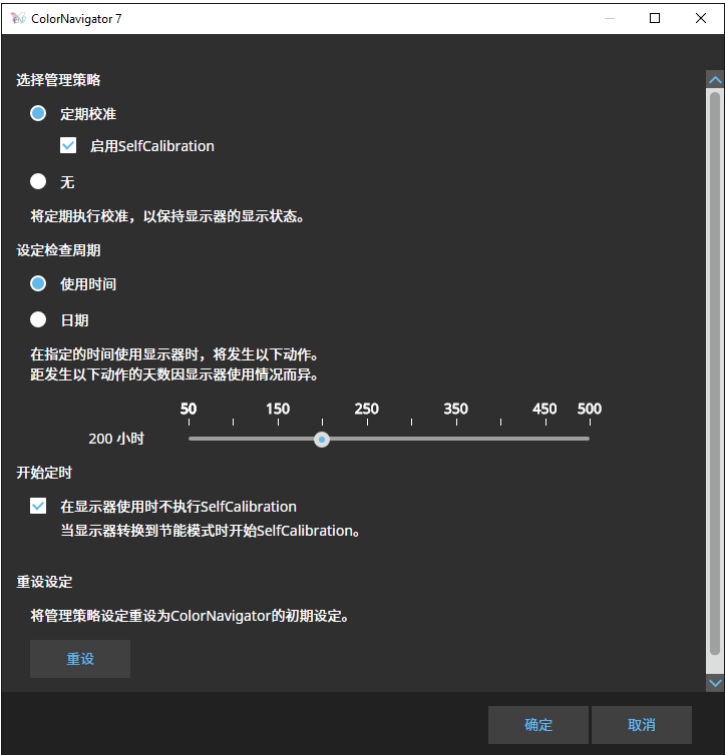 ColorNavigator 7
选择管理策略
定期校准
启用SelfCalibration
无
将定期执行校准，以保持显示器的显示状态。
设定检查周期
使用时间
日期
在指定的时间使用显示器时，将发生以下动作。
距发生以下动作的天数因显示器使用情况而异。
50 150 250 350 450 500
200 小时
开始定时
在显示器使用时不执行SelfCalibration
当显示器转换到节能模式时开始SelfCalibration。
重设设定
将管理策略设定重设为ColorNavigator的初期设定。
重设
确定 取消